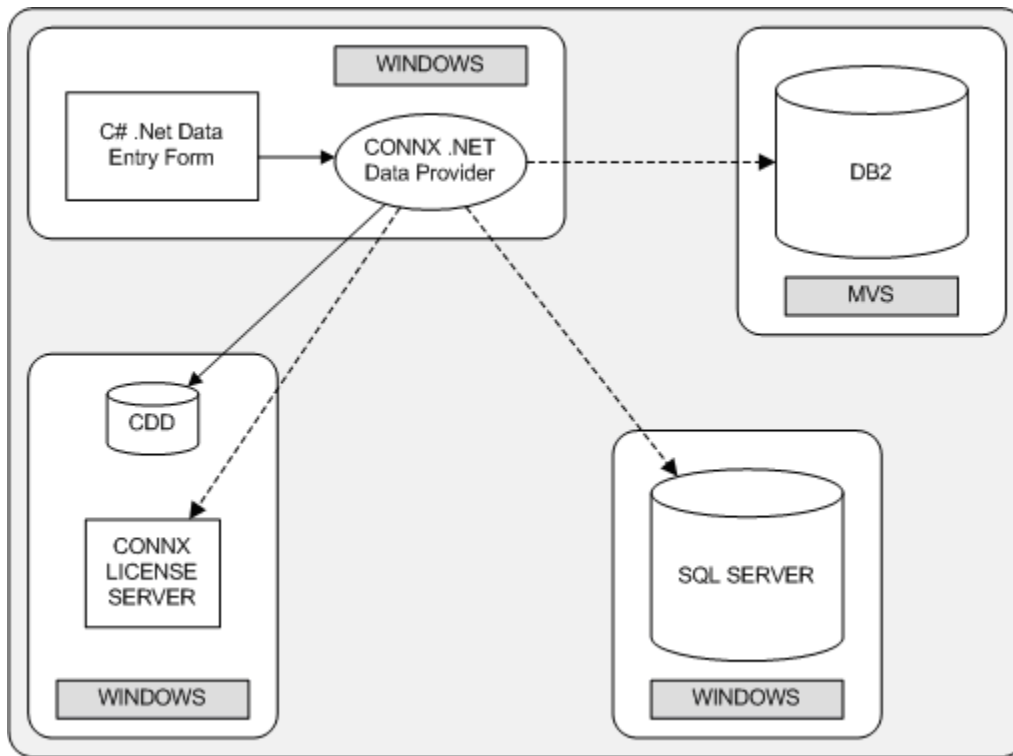 WINDOWS
C# .Net Data
Entry Form
CONNX .NET
Data Provider
DB2
MVS
CDD
CONNX
LICENSE
SERVER
WINDOWS
SQL SERVER
WINDOWS